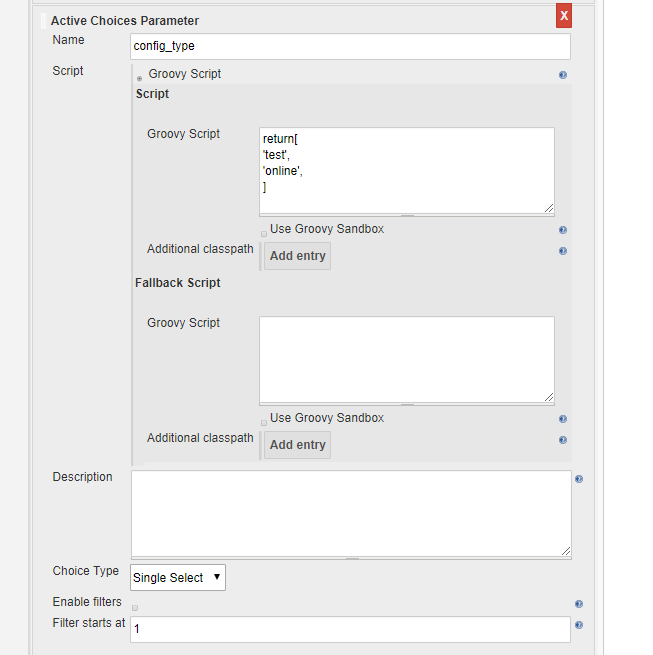 Active Choices Parameter
X
Name
config_type
Script
Groovy Script
Script
Groovy Script
return[
'test',
'online',
]
Use Groovy Sandbox
Additional classpath
Add entry
Fallback Script
Groovy Script
Use Groovy Sandbox
Additional classpath
Add entry
Description
Choice Type
Single Select
Enable filters
Filter starts at
1